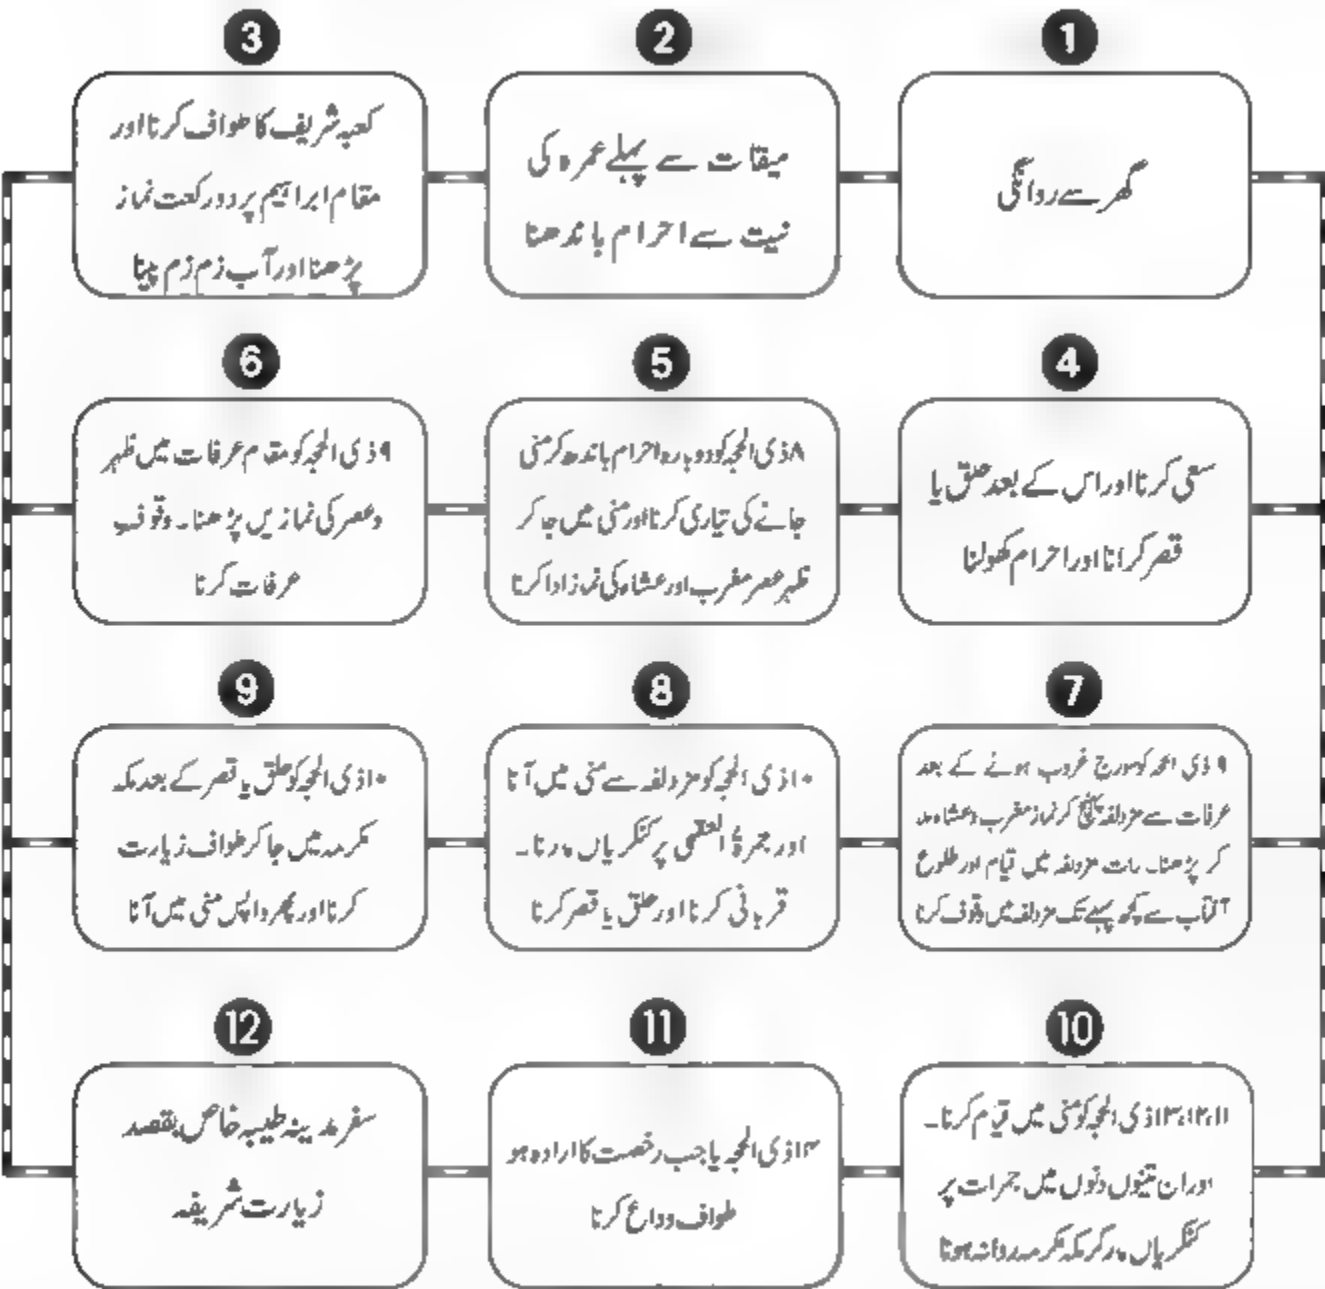 1
گھر سے روانگی
2
میقات سے پہلے عمرہ کی
نیت سے احرام باندھنا
3
کعبہ شریف کا طواف کرنا اور
مقام ابراہیم پر دو رکعت نماز
پڑھنا اور آب زم زم پینا
4
سعی کرنا اور اس کے بعد حلق یا
قصر کرانا اور احرام کھولنا
5
۸ ذی الحجہ کو دوبارہ احرام باندھ کر منی
جانے کی تیاری کرنا اور منی میں جا کر
ظہر عصر مغرب اور عشاء کی نماز ادا کرنا
6
۹ ذی الحجہ کو مقام عرفات میں ظہر
وعصر کی نمازیں پڑھنا۔ وقوف
عرفات کرنا
7
۹ ذی الحجہ کو سورج غروب ہونے کے بعد
عرفات سے مزدلفہ پہنچ کر نماز مغرب وعشاء ملا
کر پڑھنا۔ رات مزدلفہ میں قیام اور طلوع
آفتاب سے کچھ پہلے تک مزدلفہ میں وقوف کرنا
8
۱۰ ذی الحجہ کو مزدلفہ سے منی میں آنا
اور جمرۃ العقبی پر کنکریاں مارنا۔
قربانی کرنا اور حلق یا قصر کرنا
9
۱۰ ذی الحجہ کو حلق یا قصر کے بعد مکہ
مکرمہ میں جا کر طواف زیارت
کرنا اور پھر واپس منی میں آنا
10
۱۱،۱۲،۱۳ ذی الحجہ کو منی میں قیام کرنا۔
اور ان تینوں دنوں میں جمرات پر
کنکریاں مار کر مکہ مکرمہ روانہ ہونا
11
۱۳ ذی الحجہ یا جب رخصت کا ارادہ ہو
طواف وداع کرنا
12
سفر مدینہ طیبہ خاص بقصد
زیارت شریفہ